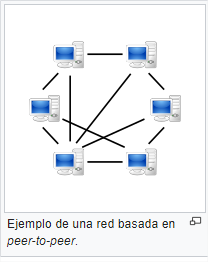 Ejemplo de una red basada en
peer-to-peer.